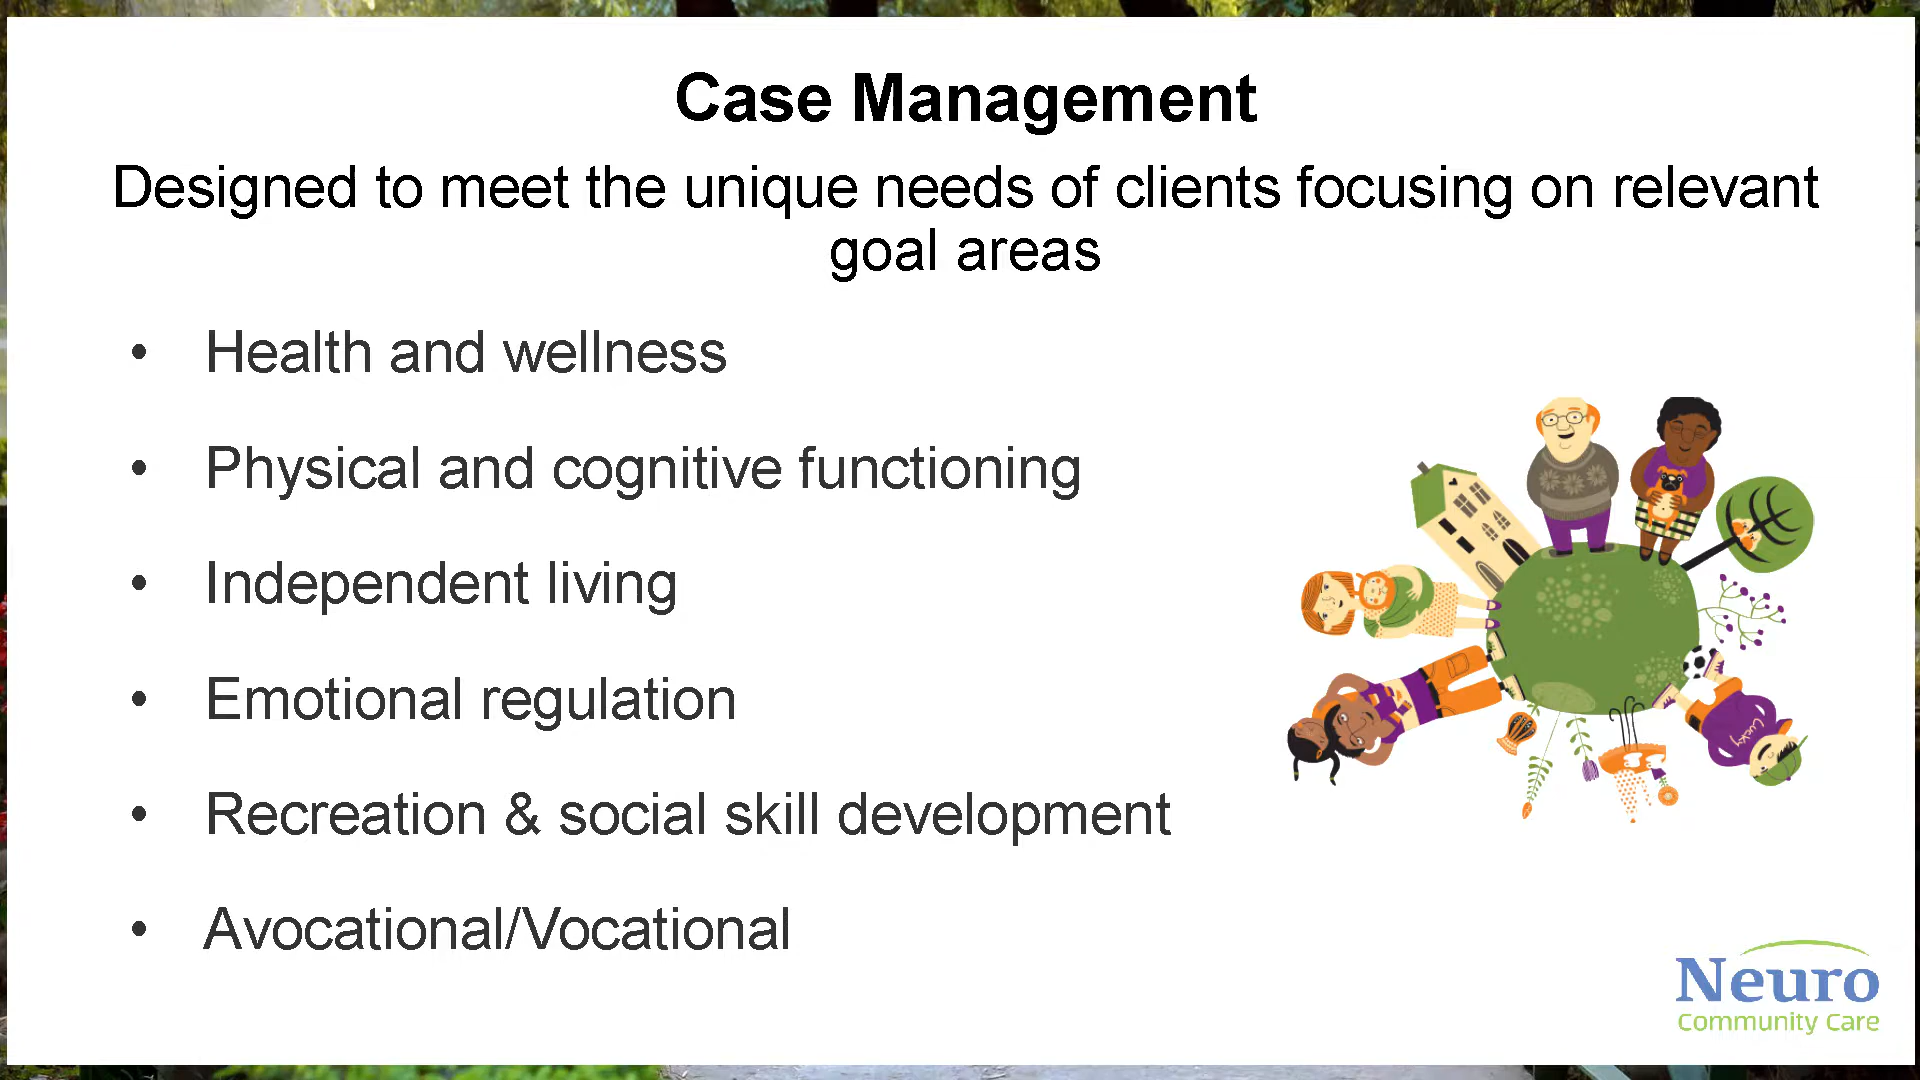 Case Management
Designed to meet the unique needs of clients focusing on relevant
goal areas
• Health and wellness
• Physical and cognitive functioning
• Independent living
• Emotional regulation
• Recreation & social skill development
• Avocational/Vocational
Lucky
Neuro
Community Care